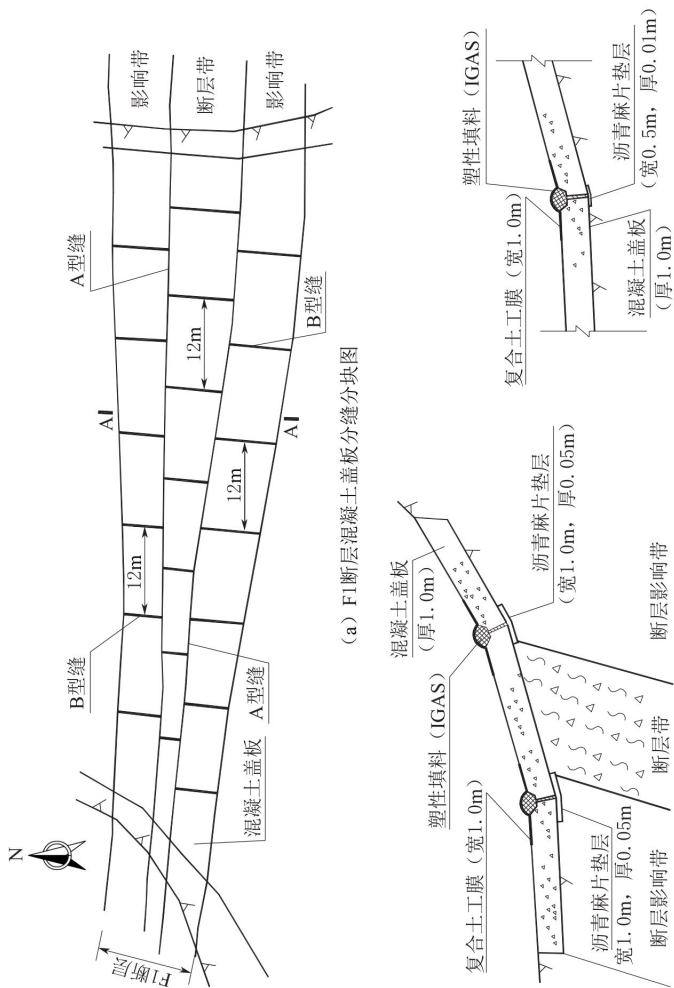 N
F1断层
B型缝
A型缝
影响带
断层带
影响带
12m
12m
12m
A
A
混凝土盖板
A型缝
B型缝
(a) F1断层混凝土盖板分缝分块图
复合土工膜 (宽1.0m)
塑性填料 (IGAS)
混凝土盖板
(厚1.0m)
沥青麻片垫层
宽1.0m, 厚0.05m
沥青麻片垫层
(宽1.0m, 厚0.05m)
断层影响带
断层带
断层影响带
复合土工膜 (宽1.0m)
塑性填料 (IGAS)
混凝土盖板
(厚1.0m)
沥青麻片垫层
(宽0.5m, 厚0.01m)